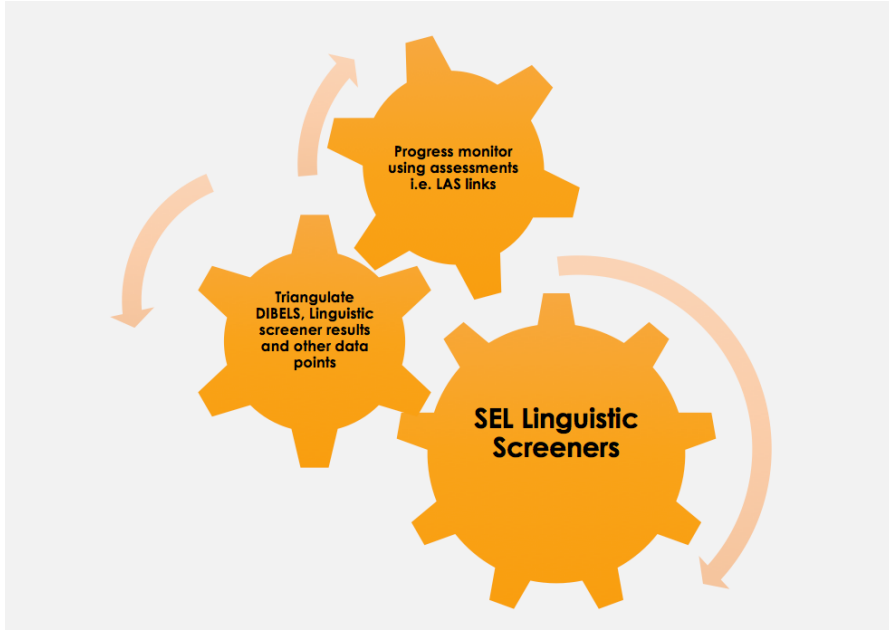 Progress monitor
using assessments
i.e. LAS links
Triangulate
DIBELS, Linguistic
screener results
and other data
points
SEL Linguistic
Screeners